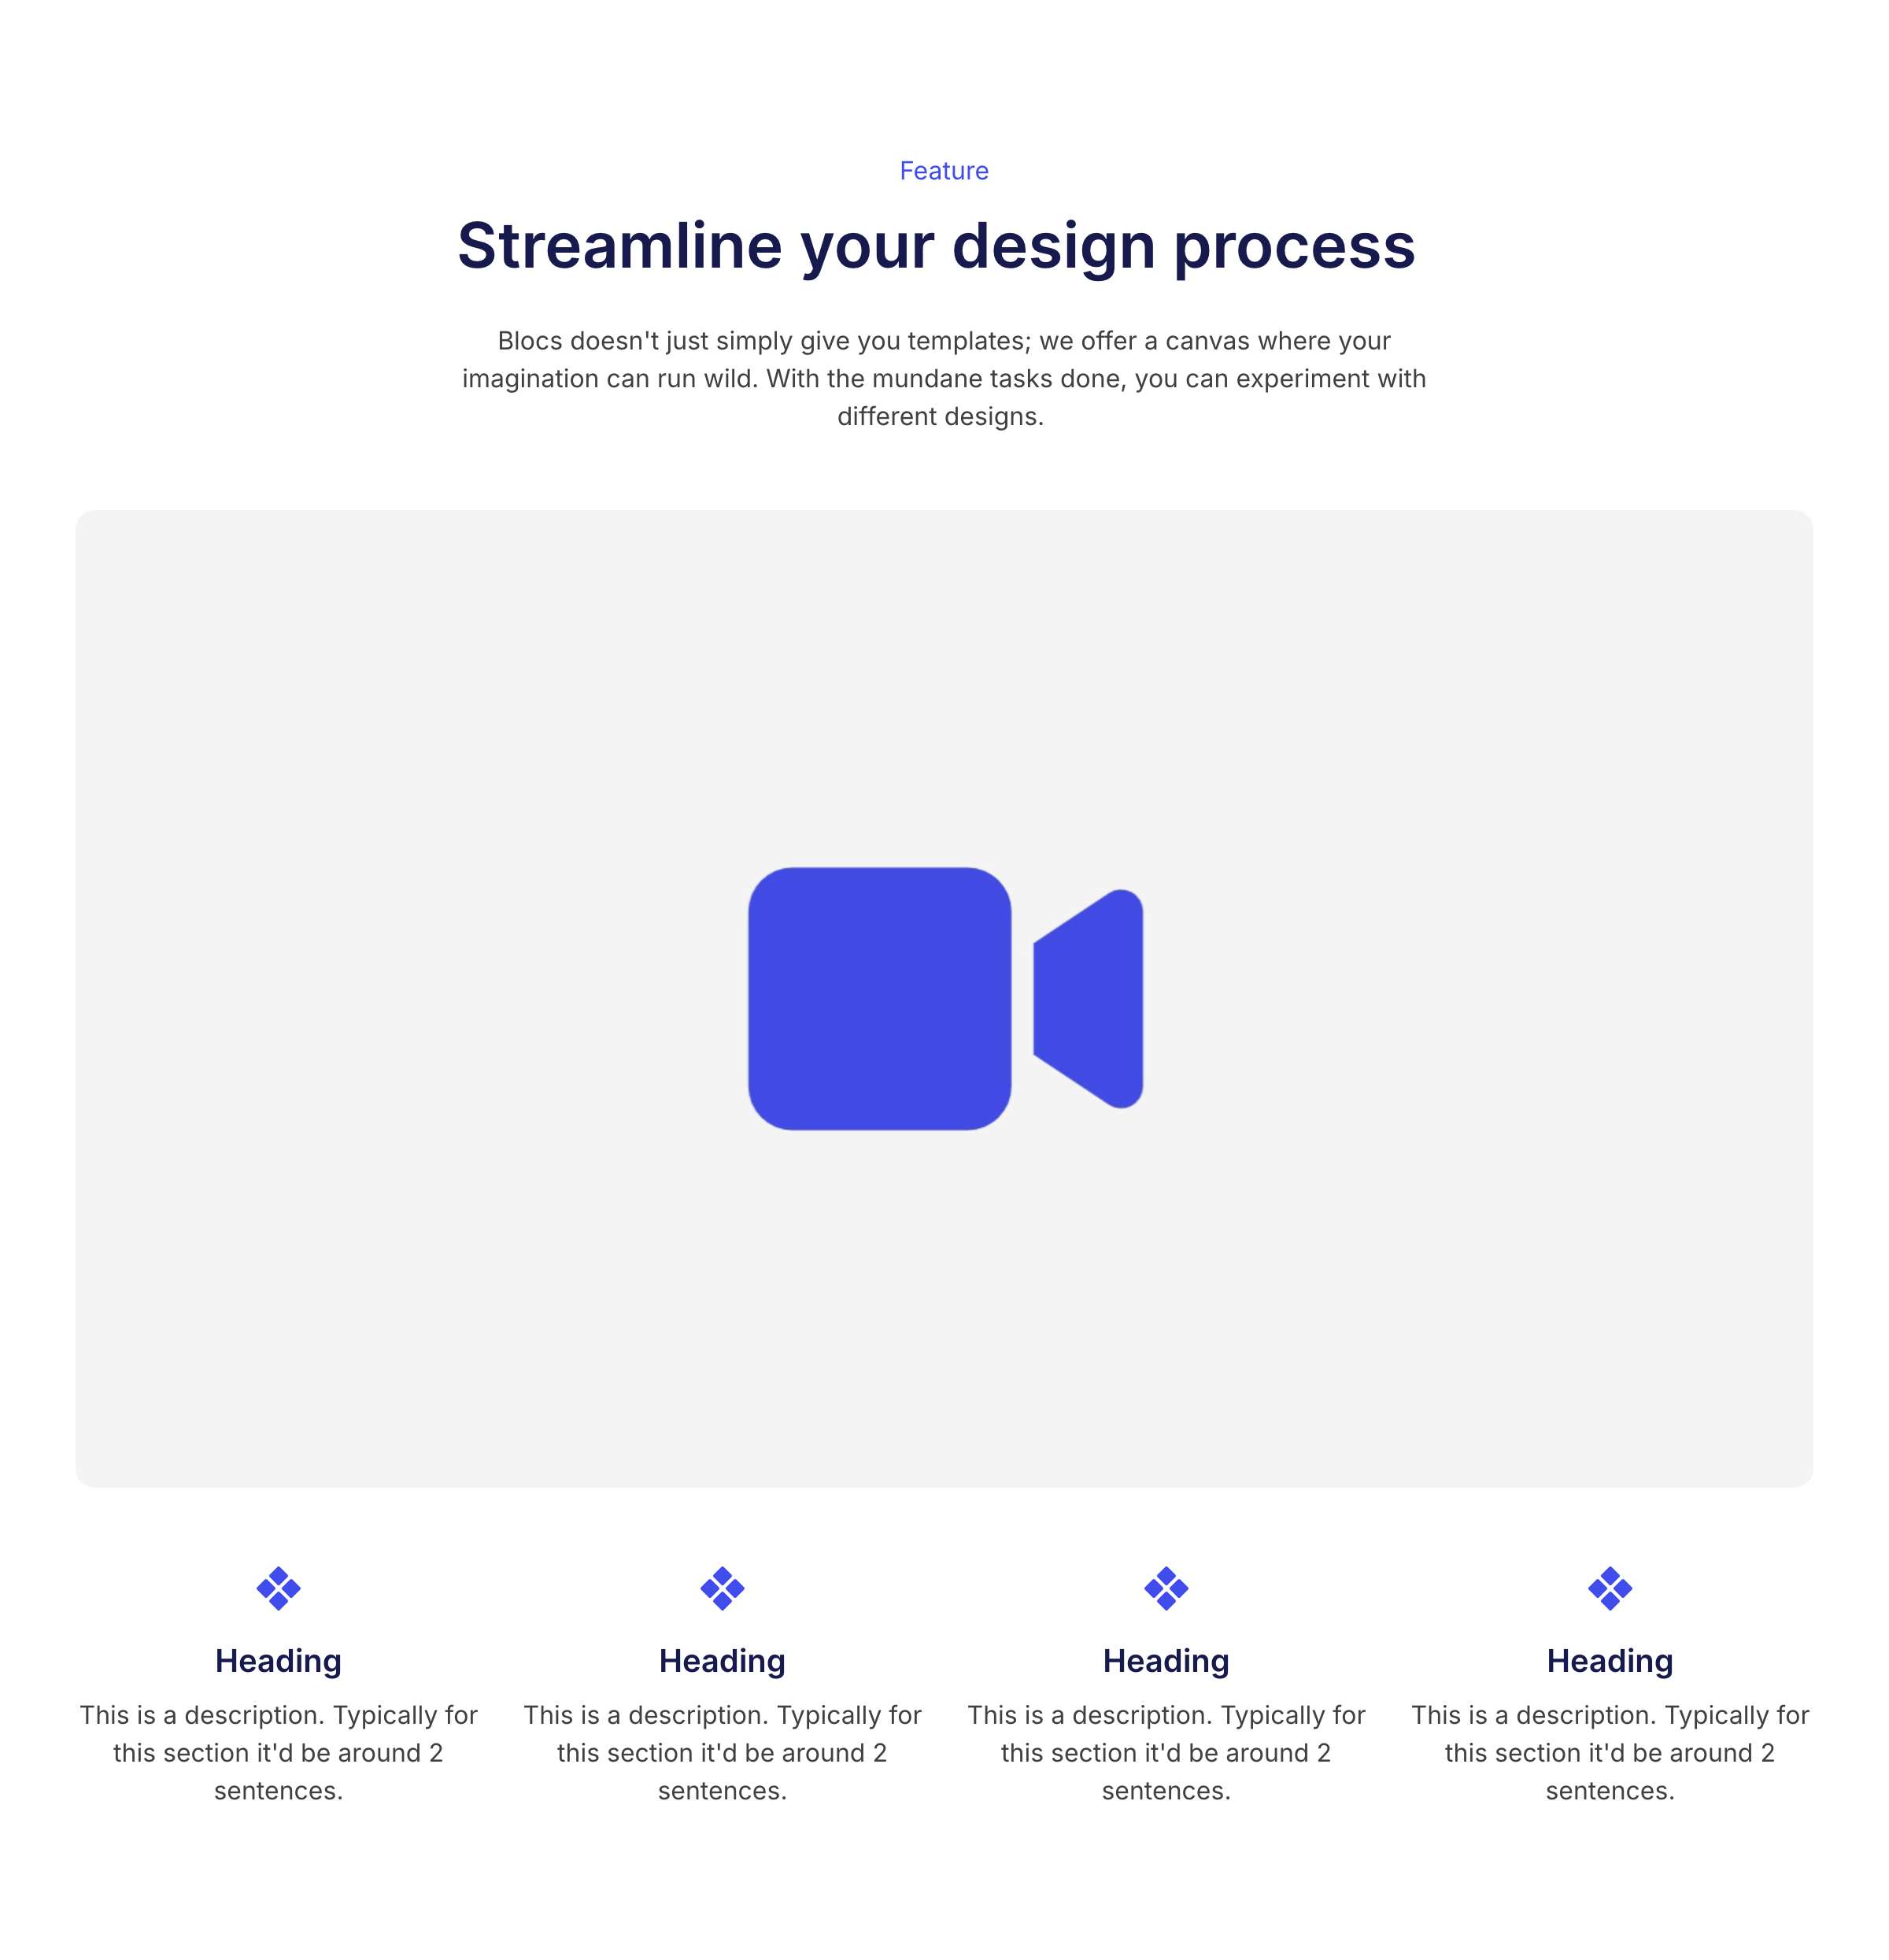 Feature
Streamline your design process
Blocs doesn't just simply give you templates; we offer a canvas where your
imagination can run wild. With the mundane tasks done, you can experiment with
different designs.
Heading
This is a description. Typically for
this section it'd be around 2
sentences.
Heading
This is a description. Typically for
this section it'd be around 2
sentences.
Heading
This is a description. Typically for
this section it'd be around 2
sentences.
Heading
This is a description. Typically for
this section it'd be around 2
sentences.